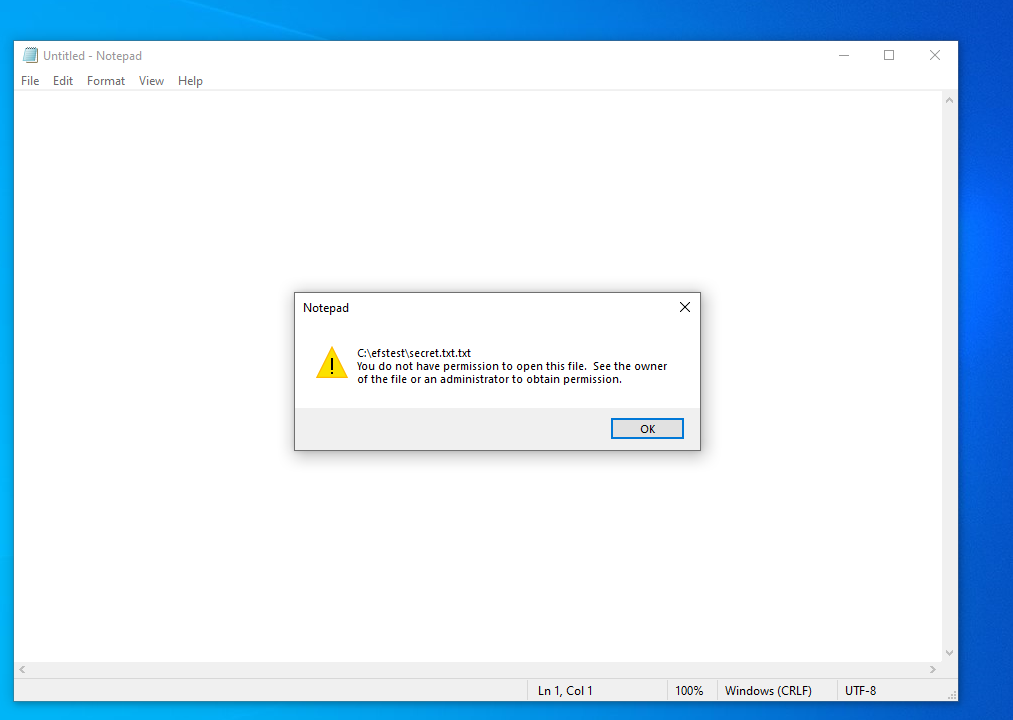 Untitled - Notepad
File Edit Format View Help
Notepad
C:\efstest\secret.txt.txt
You do not have permission to open this file.  See the owner
of the file or an administrator to obtain permission.
OK
Ln 1, Col 1 100% Windows (CRLF) UTF-8